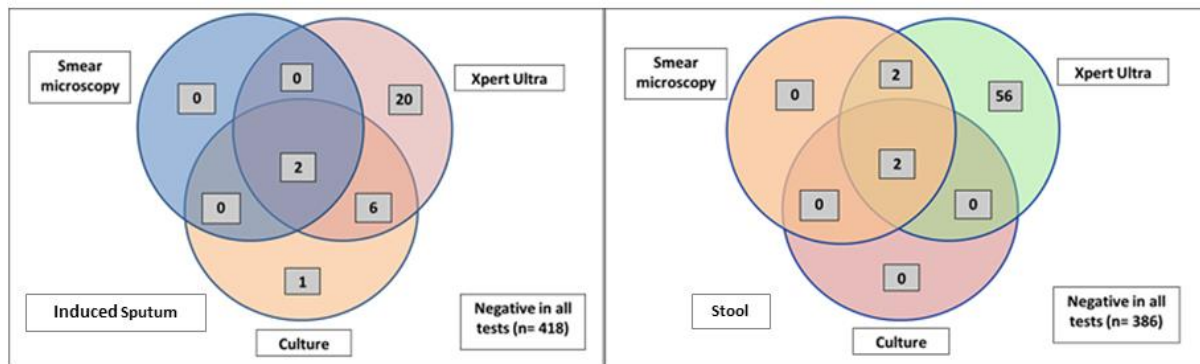 Smear
microscopy
0
0
20
Xpert Ultra
2
0
6
1
Induced Sputum
Culture
Negative in all
tests (n= 418)
Smear
microscopy
0
2
56
Xpert Ultra
2
0
0
0
Stool
Culture
Negative in all
tests (n= 386)